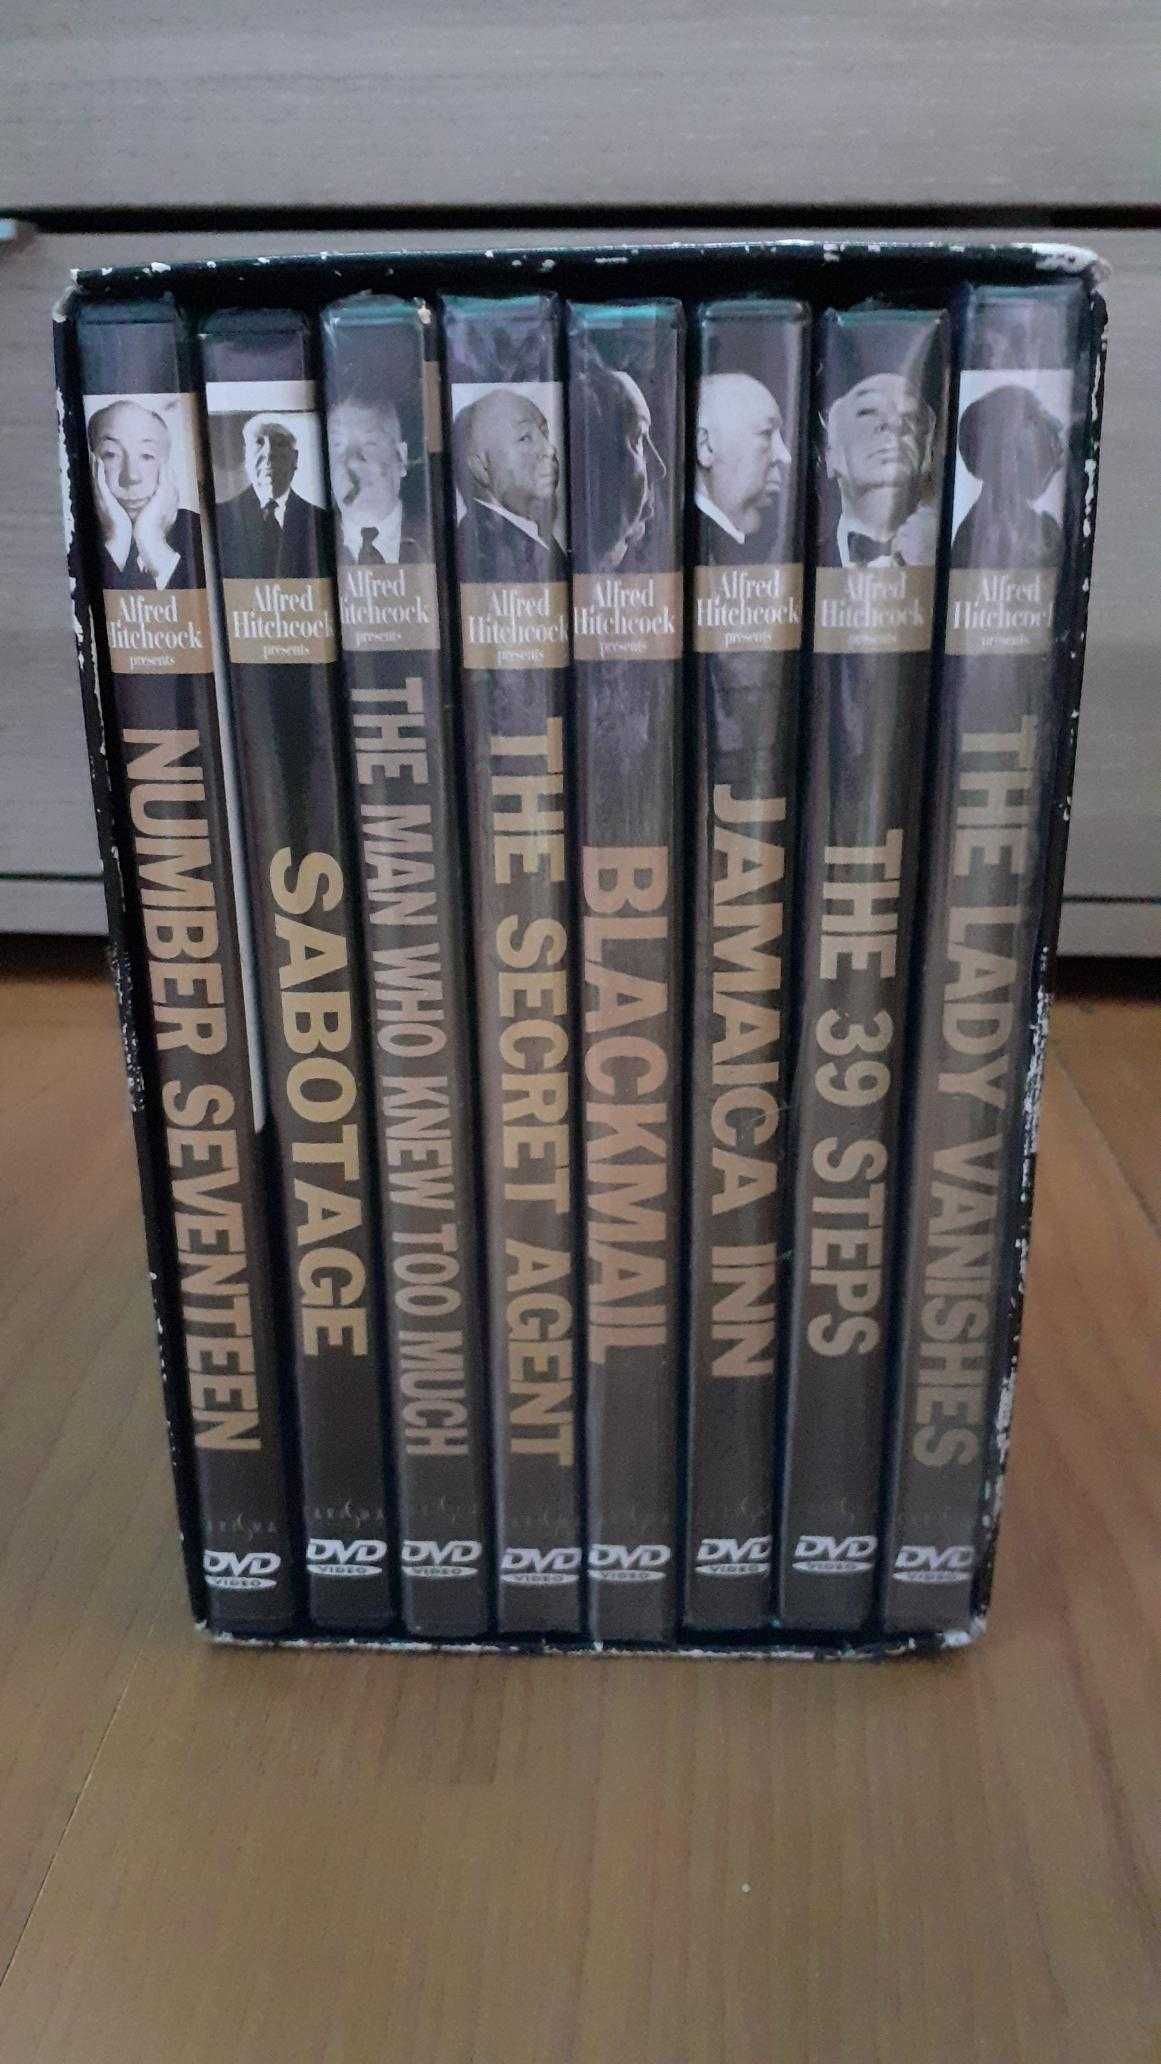 Alfred
Hitchcock
presents
NUMBER SEVENTEEN
DVD
VIDEO
Alfred
Hitchcock
presents
SABOTAGE
DVD
VIDEO
Alfred
Hitchcock
presents
THE MAN WHO KNEW TOO MUCH
DVD
VIDEO
Alfred
Hitchcock
presents
THE SECRET AGENT
DVD
VIDEO
Alfred
Hitchcock
presents
BLACKMAIL
DVD
VIDEO
Alfred
Hitchcock
presents
JAMAICA INN
DVD
VIDEO
Alfred
Hitchcock
presents
THE 39 STEPS
DVD
VIDEO
Alfred
Hitchcock
presents
THE LADY VANISHES
DVD
VIDEO